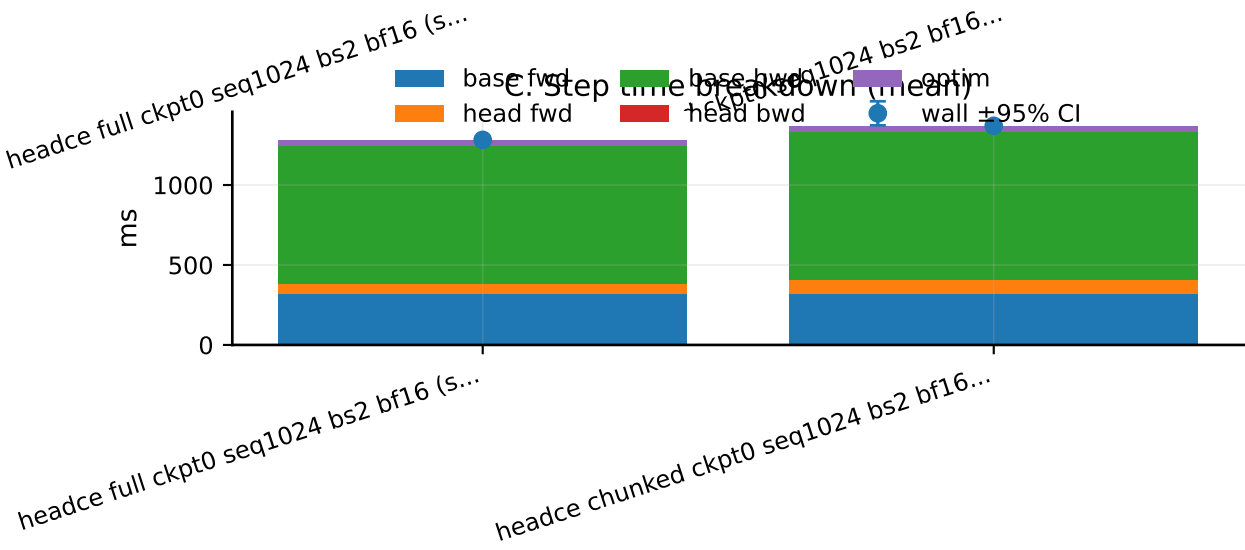 headce full ckpt0 seq1024 bs2 bf16 (s...
ckpt0 seq1024 bs2 bf16...
C. Step time breakdown (mean)
base fwd
base bwd
optim
head fwd
head bwd
wall ±95% CI
ms
1000
500
0
headce full ckpt0 seq1024 bs2 bf16 (s...
headce chunked ckpt0 seq1024 bs2 bf16...